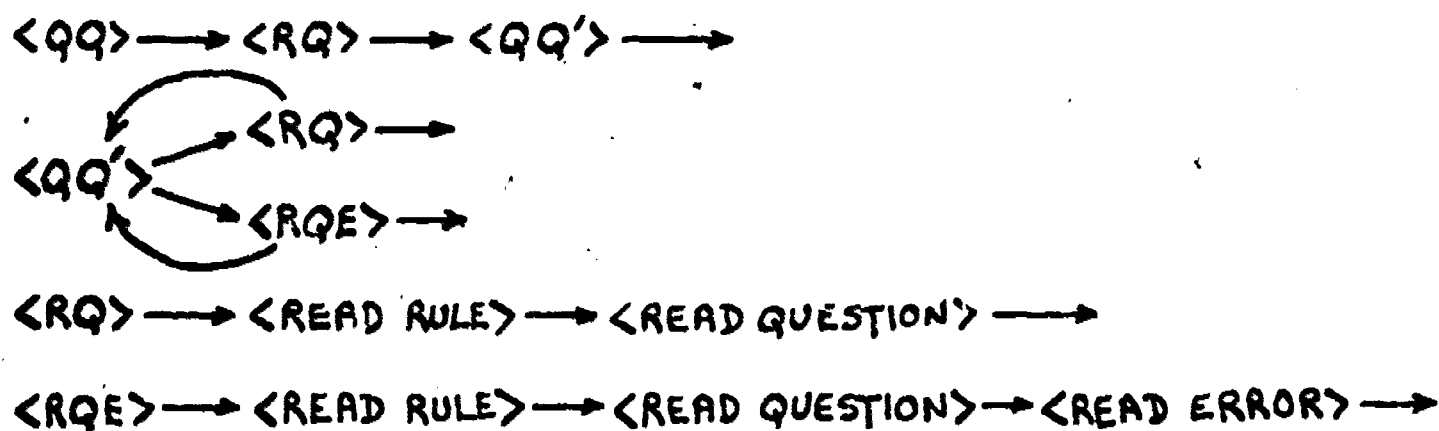 <QQ> → <RQ> → <QQ'> →
<RQ> →
<QQ'>
<RQE> →
<RQ> → <READ RULE> → <READ QUESTION> →
<RQE> → <READ RULE> → <READ QUESTION> → <READ ERROR> →